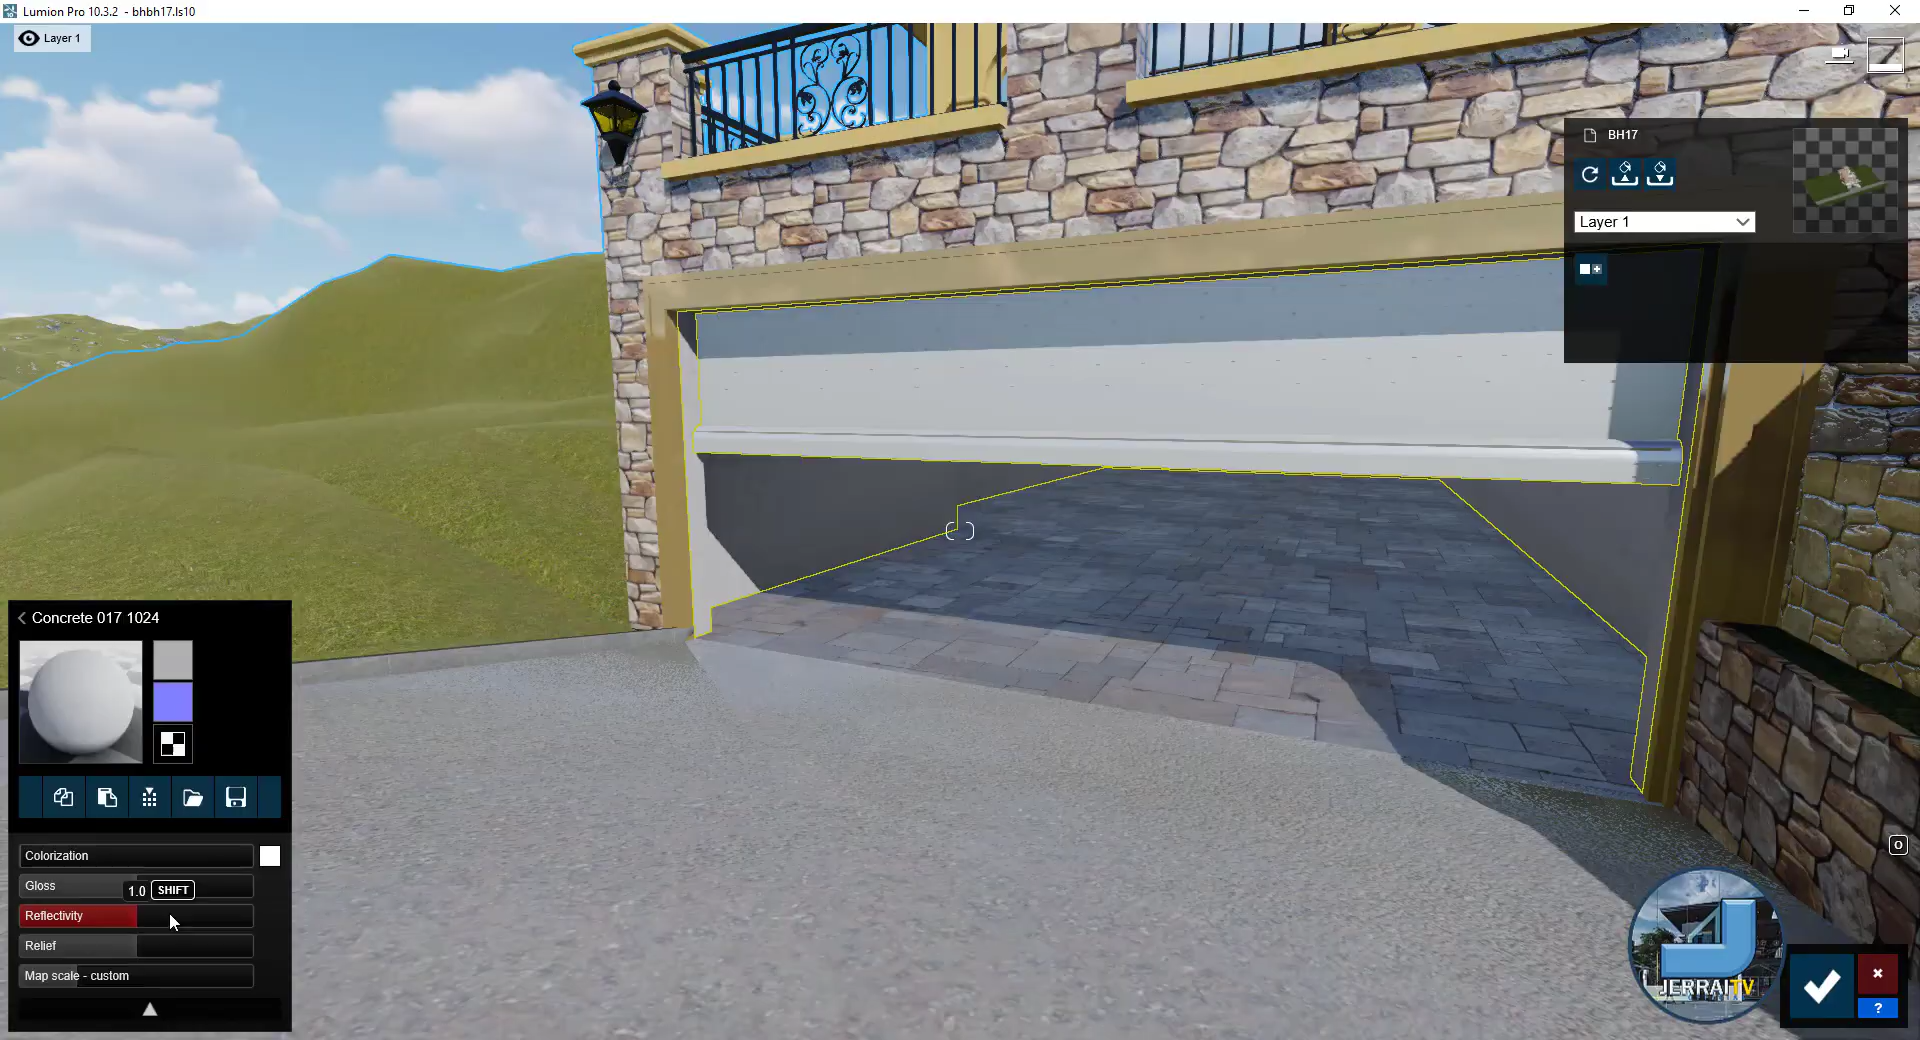 Lumion Pro 10.3.2 - bhbh17.ls10
Layer 1
BH17
Layer 1
Concrete 017 1024
Colorization
Gloss
1.0 SHIFT
Reflectivity
Relief
Map scale - custom
O
JERRAITV
?